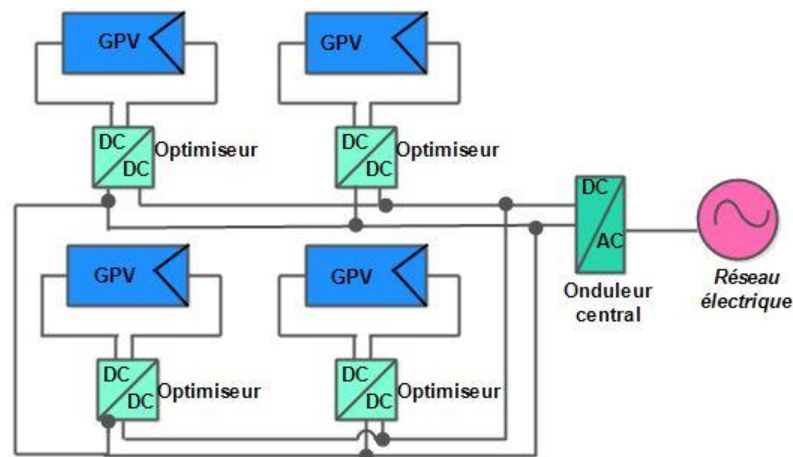 GPV
GPV
DC
DC
Optimiseur
DC
DC
Optimiseur
DC
AC
Onduleur
central
Réseau
électrique
GPV
GPV
DC
DC
Optimiseur
DC
DC
Optimiseur